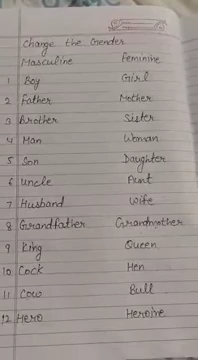 Change the Gender
Masculine Feminine
1 Boy Girl
2 Father Mother
3 Brother Sister
4 Man Woman
5 Son Daughter
6 Uncle Aunt
7 Husband Wife
8 Grandfather Grandmother
9 King Queen
10 Cock Hen
11 Cow Bull
12 Hero Heroine